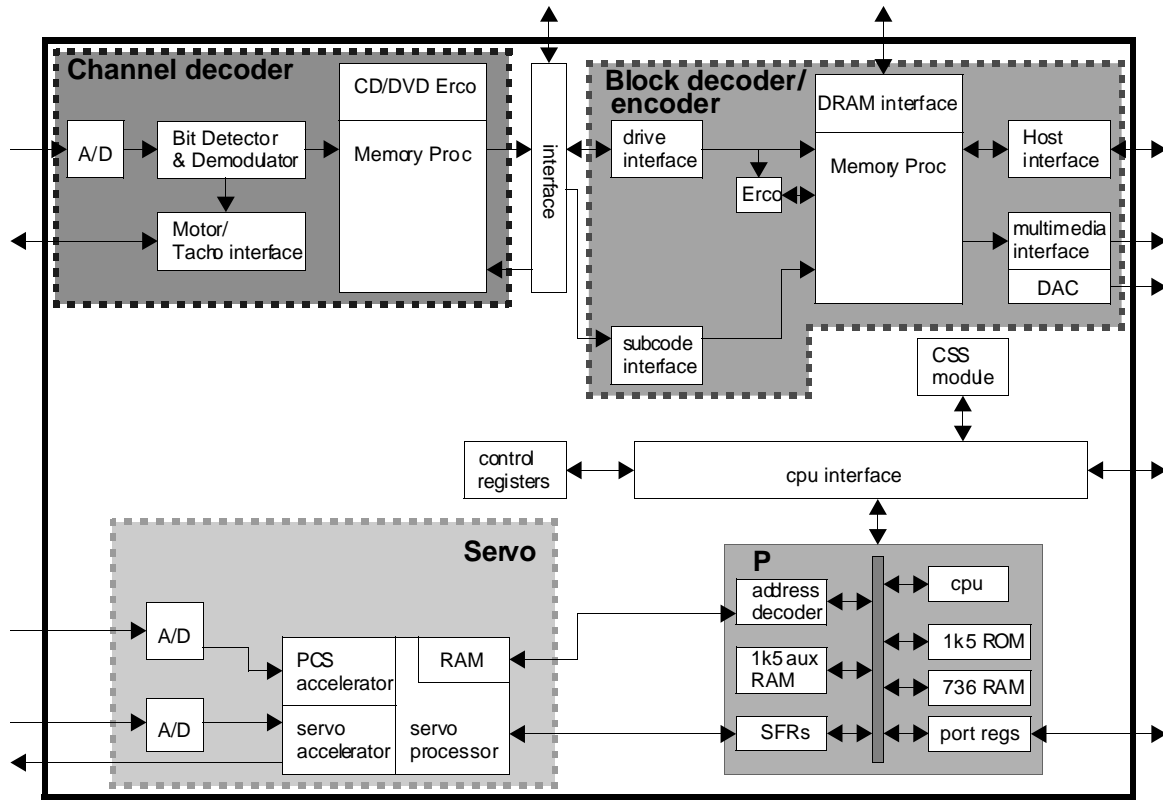 Channel decoder
A/D
Bit Detector
& Demodulator
Motor/
Tacho interface
CD/DVD Erco
Memory Proc
interface
Block decoder/
encoder
drive
interface
Erco
subcode
interface
DRAM interface
Memory Proc
Host
interface
multimedia
interface
DAC
CSS
module
control
registers
cpu interface
Servo
A/D
A/D
PCS
accelerator
servo
accelerator
RAM
servo
processor
P
address
decoder
1k5 aux
RAM
SFRs
cpu
1k5 ROM
736 RAM
port regs